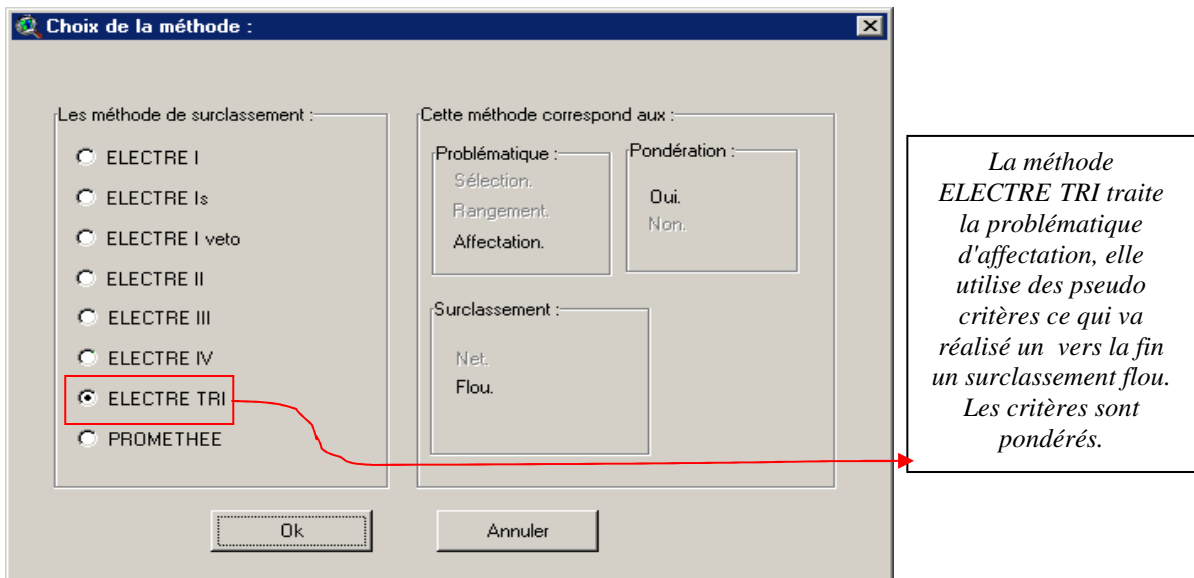 Choix de la méthode :
Les méthode de surclassement :
ELECTRE I
ELECTRE Is
ELECTRE I veto
ELECTRE II
ELECTRE III
ELECTRE IV
ELECTRE TRI
PROMETHEE
Cette méthode correspond aux :
Problématique :
Sélection.
Rangement.
Affectation.
Pondération :
Oui.
Non.
Surclassement :
Net.
Flou.
Ok
Annuler
La méthode
ELECTRE TRI traite
la problématique
d'affectation, elle
utilise des pseudo
critères ce qui va
réalisé un vers la fin
un surclassement flou.
Les critères sont
pondérés.